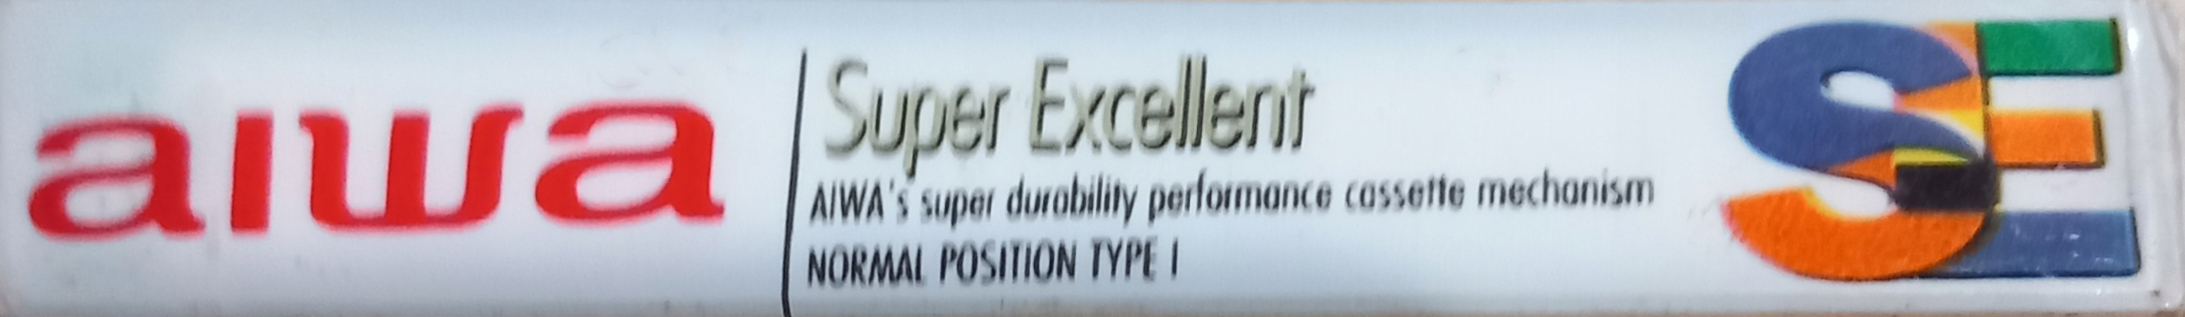 aiwa
Super Excellent
AIWA's super durability performance cassette mechanism
NORMAL POSITION TYPE I
SE